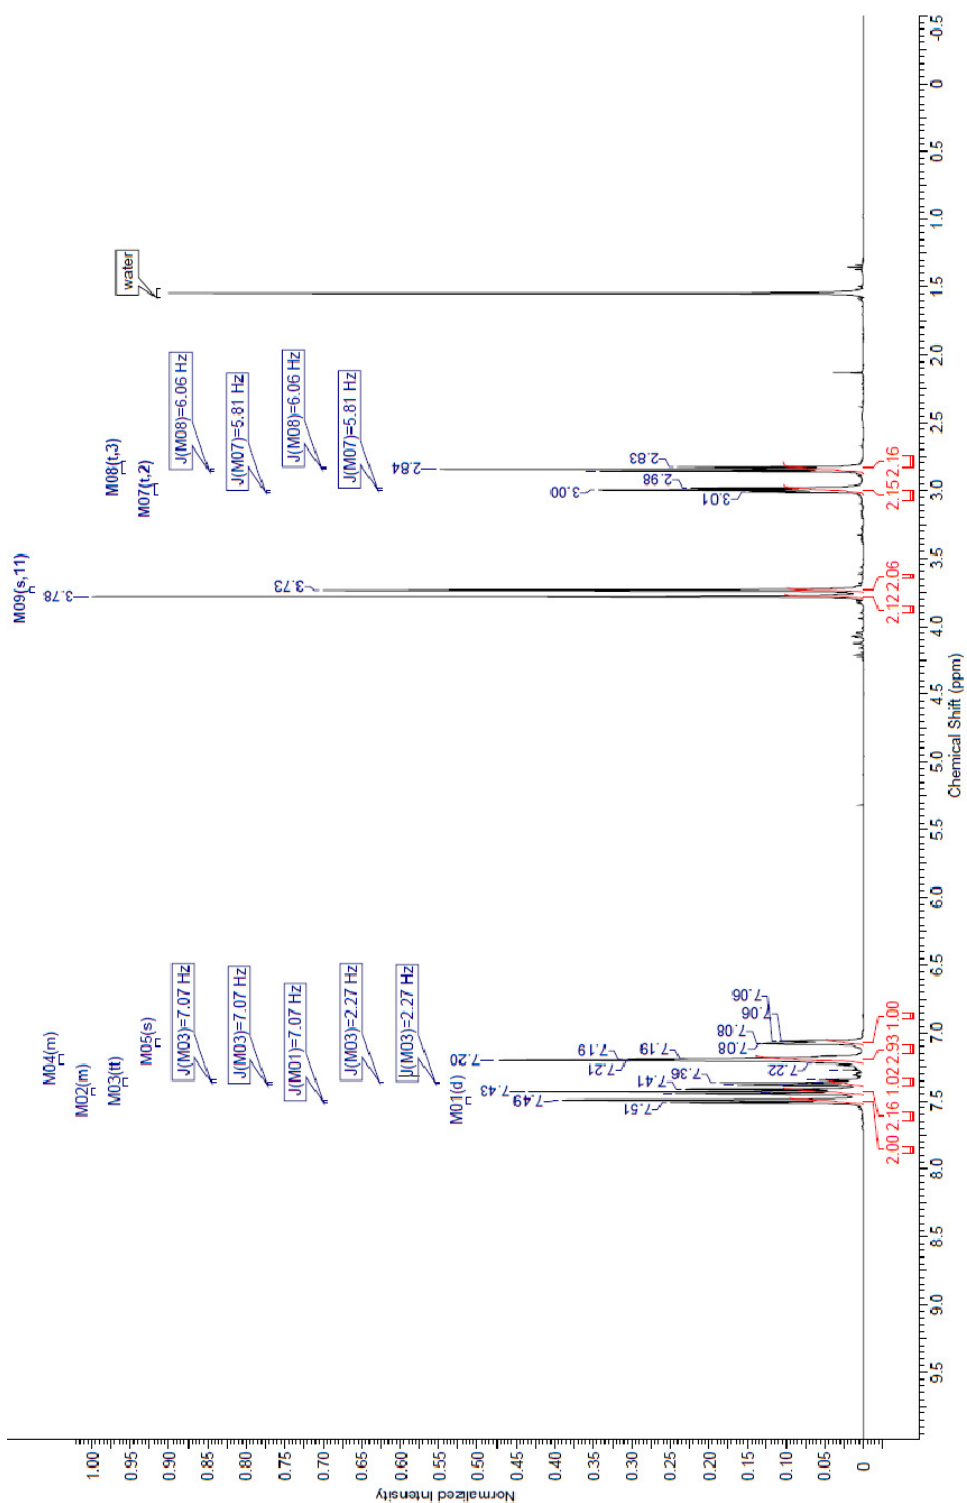 M09(s,11)
3.78
3.73
M08(t,3)
M07(t,2)
J(M08)=6.06 Hz
J(M07)=5.81 Hz
J(M08)=6.06 Hz
J(M07)=5.81 Hz
2.84
2.83
3.00
2.98
3.01
water
M04(m)
M02(m)
M03(tt)
M05(s)
J(M03)=7.07 Hz
J(M03)=7.07 Hz
J(M01)=7.07 Hz
J(M03)=2.27 Hz
J(M03)=2.27 Hz
M01(d)
7.20
7.43
7.49
7.51
7.41
7.36
7.21
7.19
7.19
7.22
7.08
7.08
7.06
7.06
2.00 2.16 1.02 2.93 1.00
2.12 2.06
2.15 2.16
Normalized Intensity
1.00
0.95
0.90
0.85
0.80
0.75
0.70
0.65
0.60
0.55
0.50
0.45
0.40
0.35
0.30
0.25
0.20
0.15
0.10
0.05
0
9.5 9.0 8.5 8.0 7.5 7.0 6.5 6.0 5.5 5.0 4.5 4.0 3.5 3.0 2.5 2.0 1.5 1.0 0.5 0 -0.5
Chemical Shift (ppm)